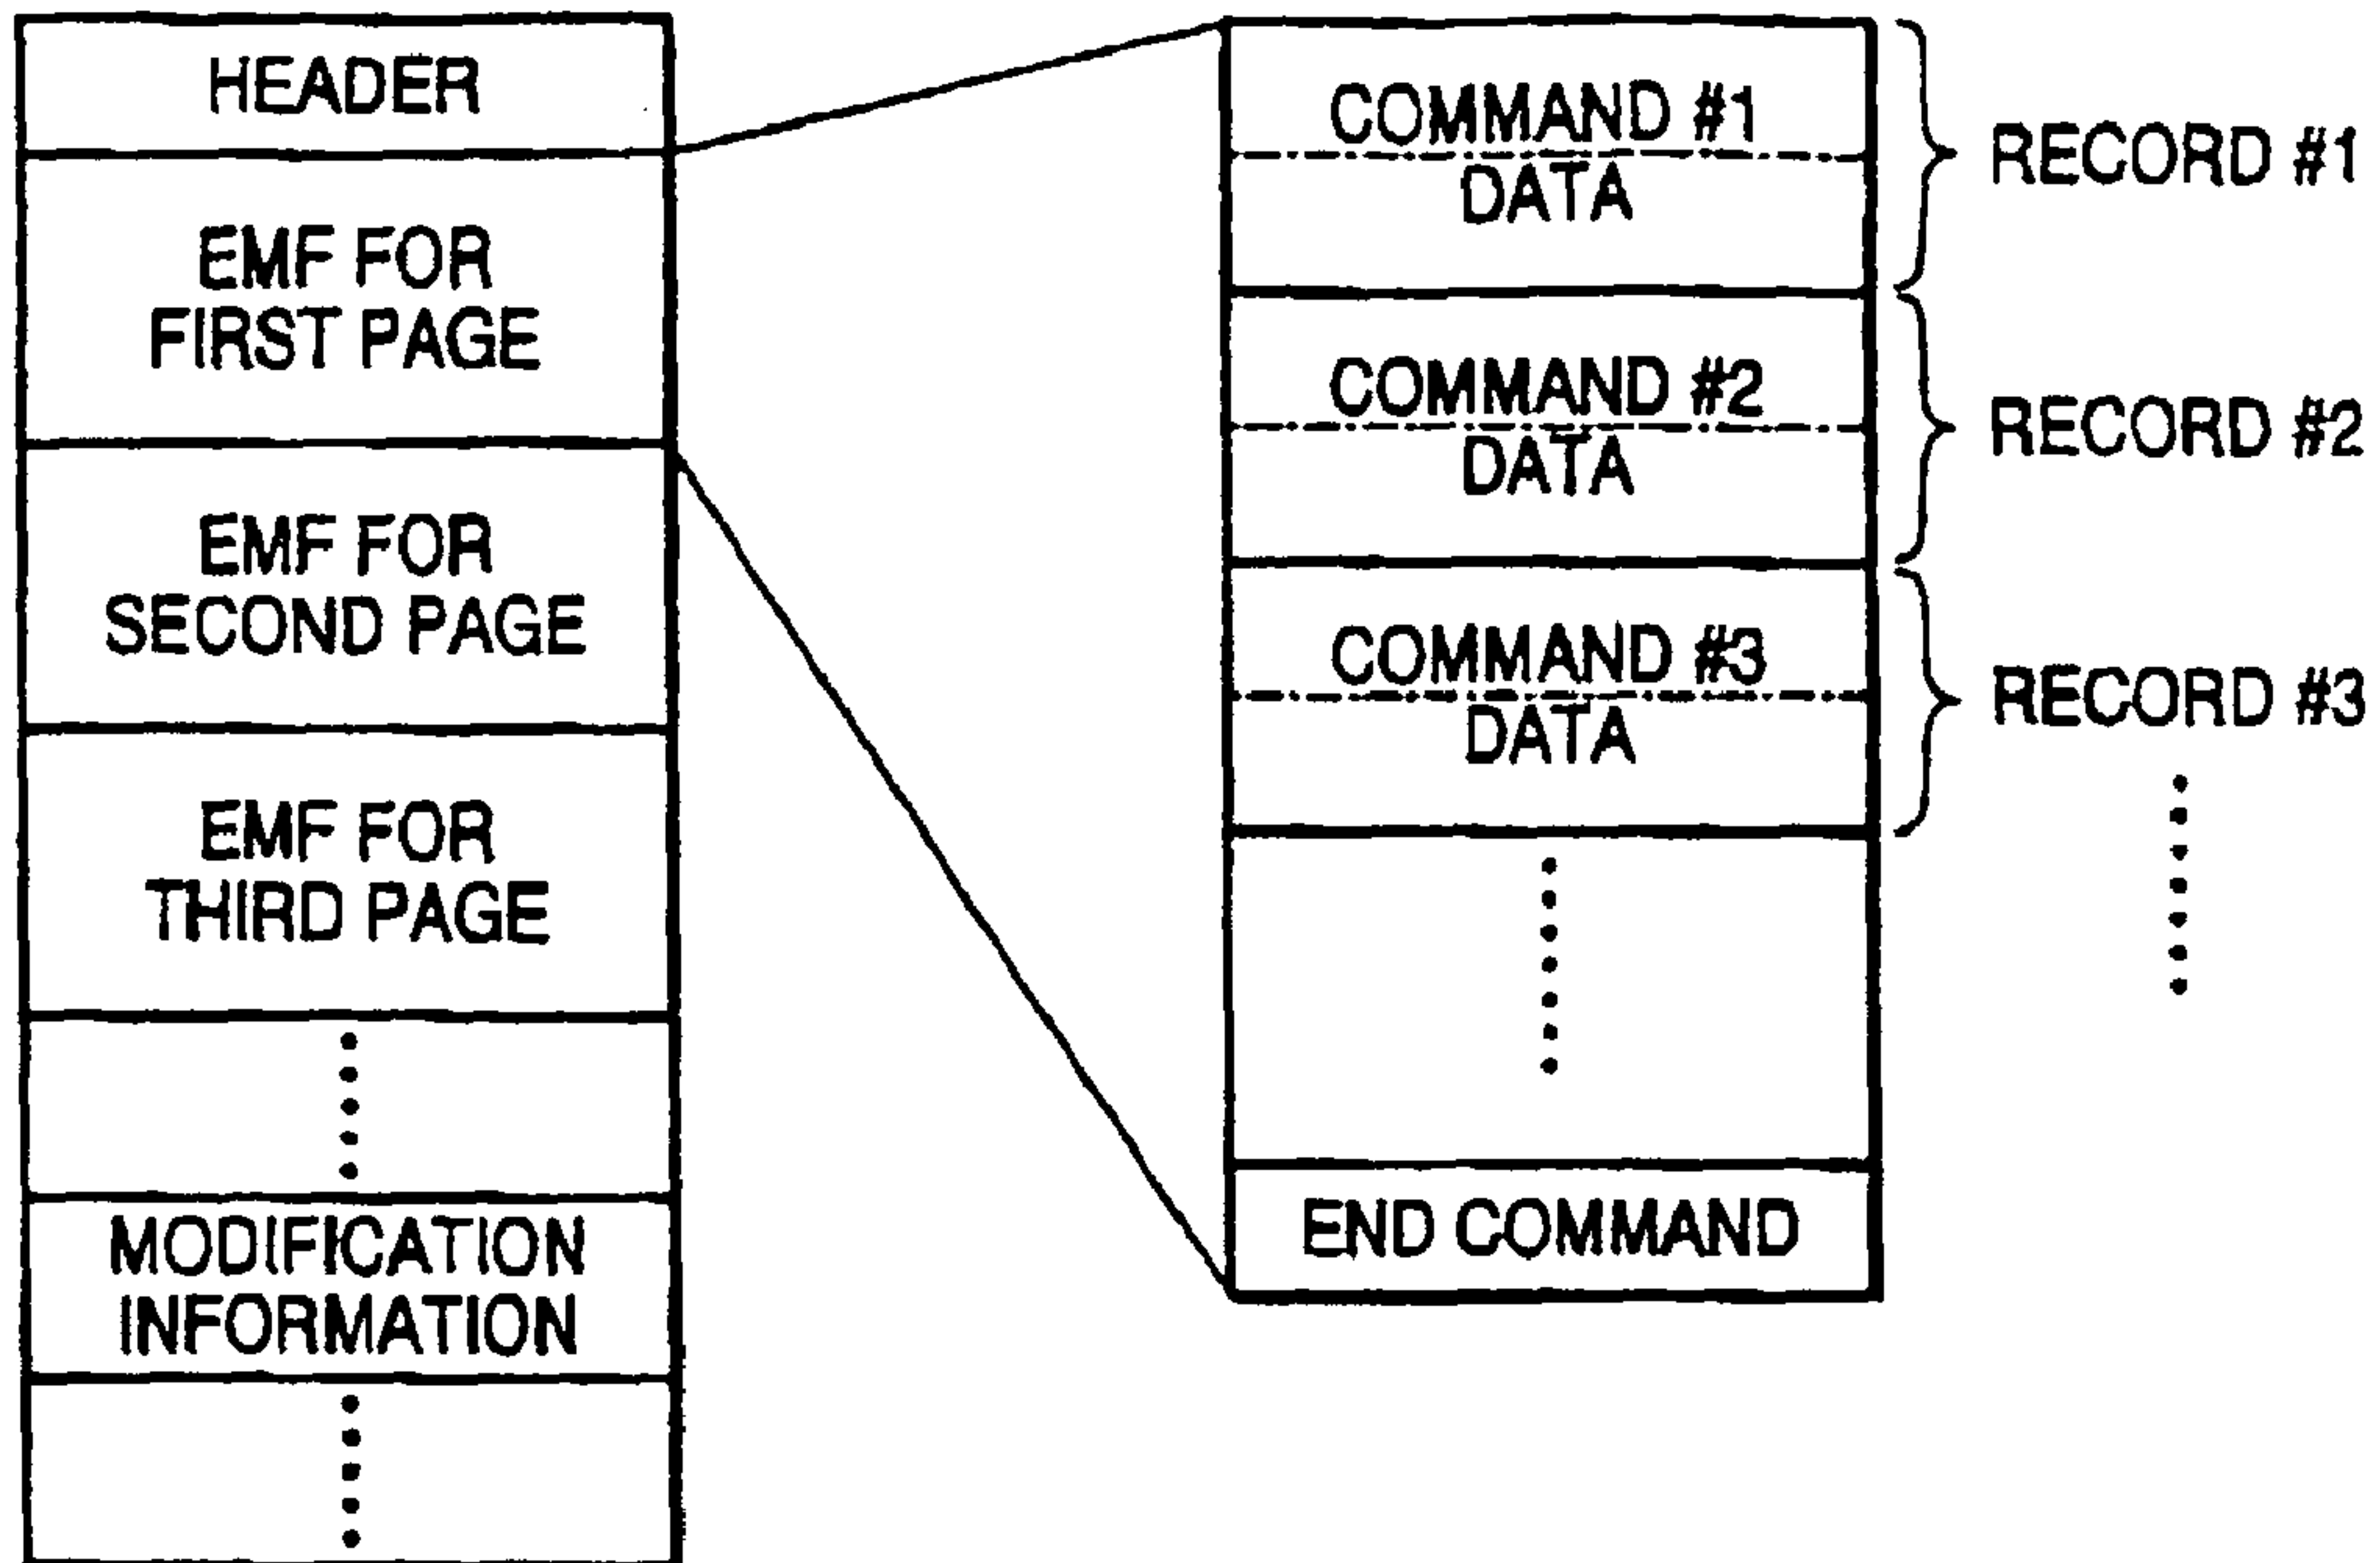 HEADER
EMF FOR
FIRST PAGE
EMF FOR
SECOND PAGE
EMF FOR
THIRD PAGE
MODIFICATION
INFORMATION
COMMAND #1
DATA
COMMAND #2
DATA
COMMAND #3
DATA
END COMMAND
RECORD #1
RECORD #2
RECORD #3